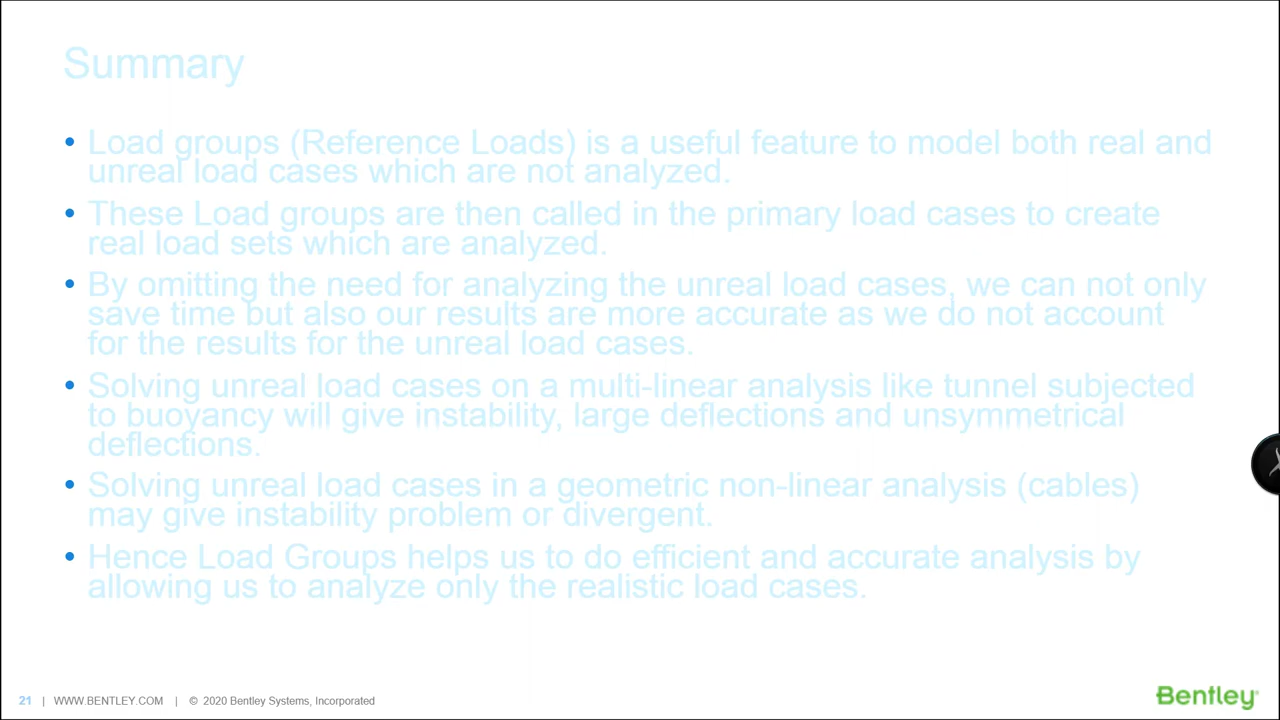 Summary
• Load groups (Reference Loads) is a useful feature to model both real and
unreal load cases which are not analyzed.
• These Load groups are then called in the primary load cases to create
real load sets which are analyzed.
• By omitting the need for analyzing the unreal load cases, we can not only
save time but also our results are more accurate as we do not account
for the results for the unreal load cases.
• Solving unreal load cases on a multi-linear analysis like tunnel subjected
to buoyancy will give instability, large deflections and unsymmetrical
deflections.
• Solving unreal load cases in a geometric non-linear analysis (cables)
may give instability problem or divergent.
• Hence Load Groups helps us to do efficient and accurate analysis by
allowing us to analyze only the realistic load cases.
21 | WWW.BENTLEY.COM | © 2020 Bentley Systems, Incorporated
Bentley